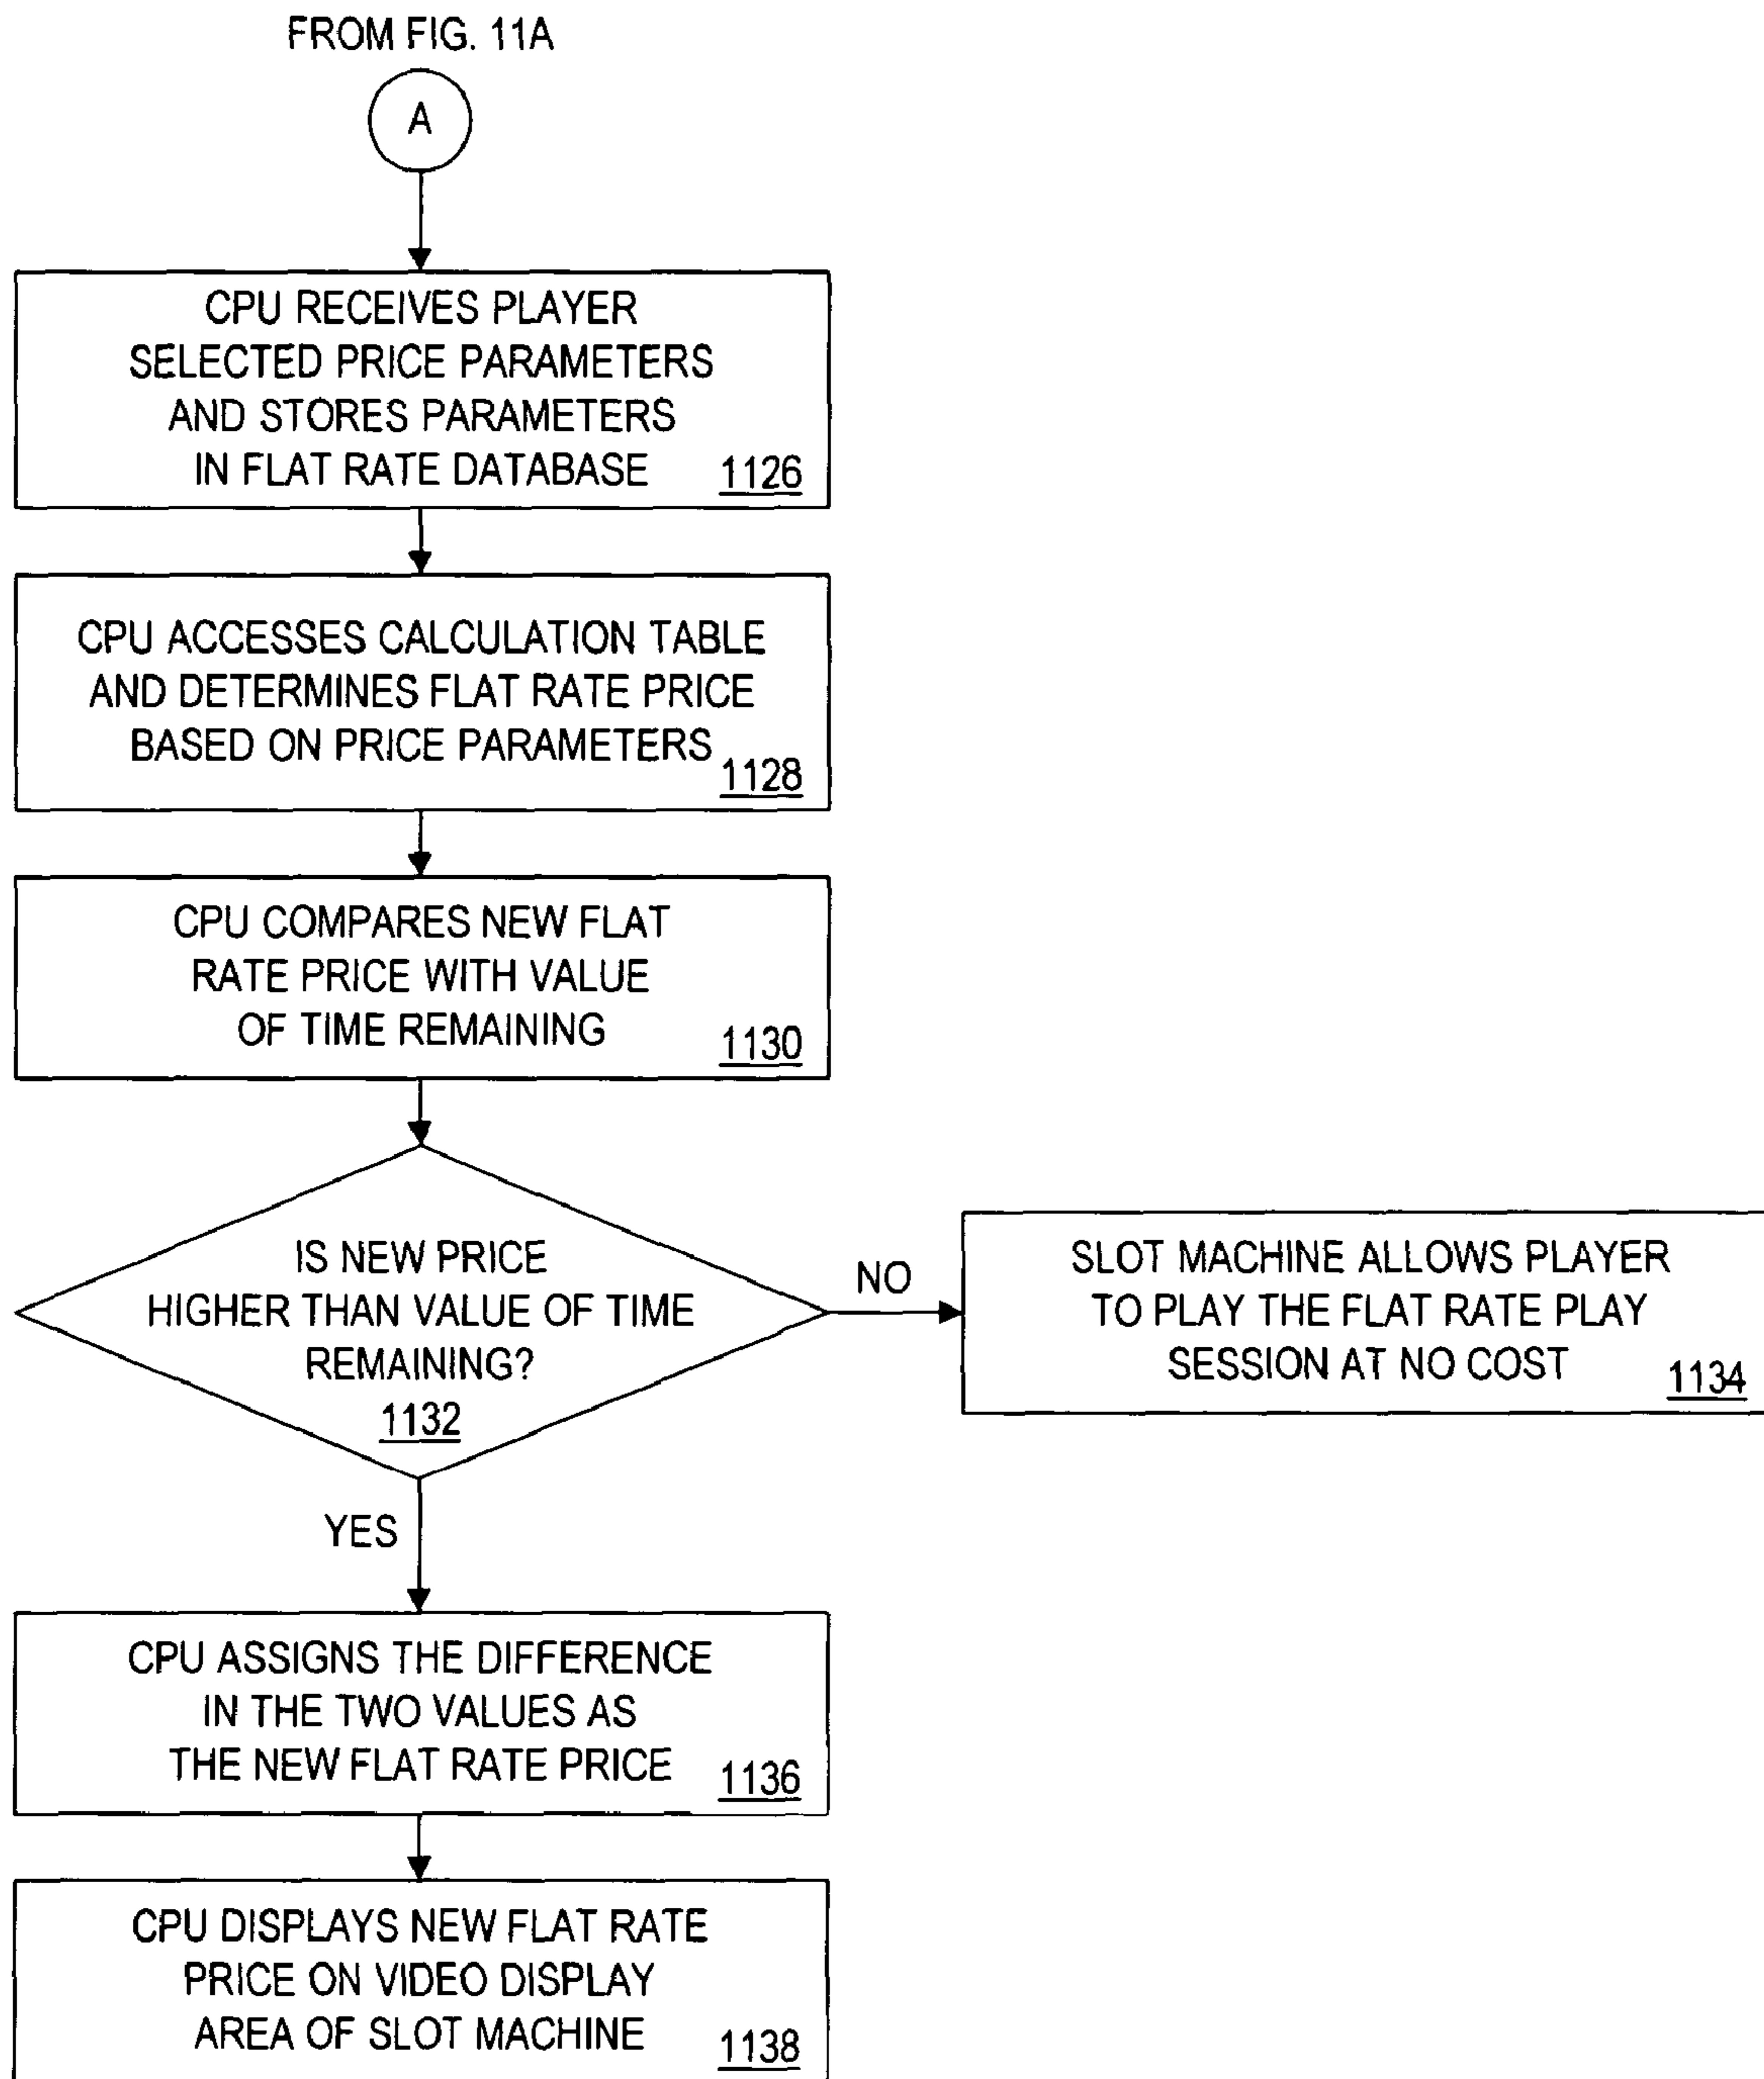 FROM FIG. 11A
A
CPU RECEIVES PLAYER
SELECTED PRICE PARAMETERS
AND STORES PARAMETERS
IN FLAT RATE DATABASE 1126
CPU ACCESSES CALCULATION TABLE
AND DETERMINES FLAT RATE PRICE
BASED ON PRICE PARAMETERS 1128
CPU COMPARES NEW FLAT
RATE PRICE WITH VALUE
OF TIME REMAINING 1130
IS NEW PRICE
HIGHER THAN VALUE OF TIME
REMAINING?
1132
NO
SLOT MACHINE ALLOWS PLAYER
TO PLAY THE FLAT RATE PLAY
SESSION AT NO COST 1134
YES
CPU ASSIGNS THE DIFFERENCE
IN THE TWO VALUES AS
THE NEW FLAT RATE PRICE 1136
CPU DISPLAYS NEW FLAT RATE
PRICE ON VIDEO DISPLAY
AREA OF SLOT MACHINE 1138